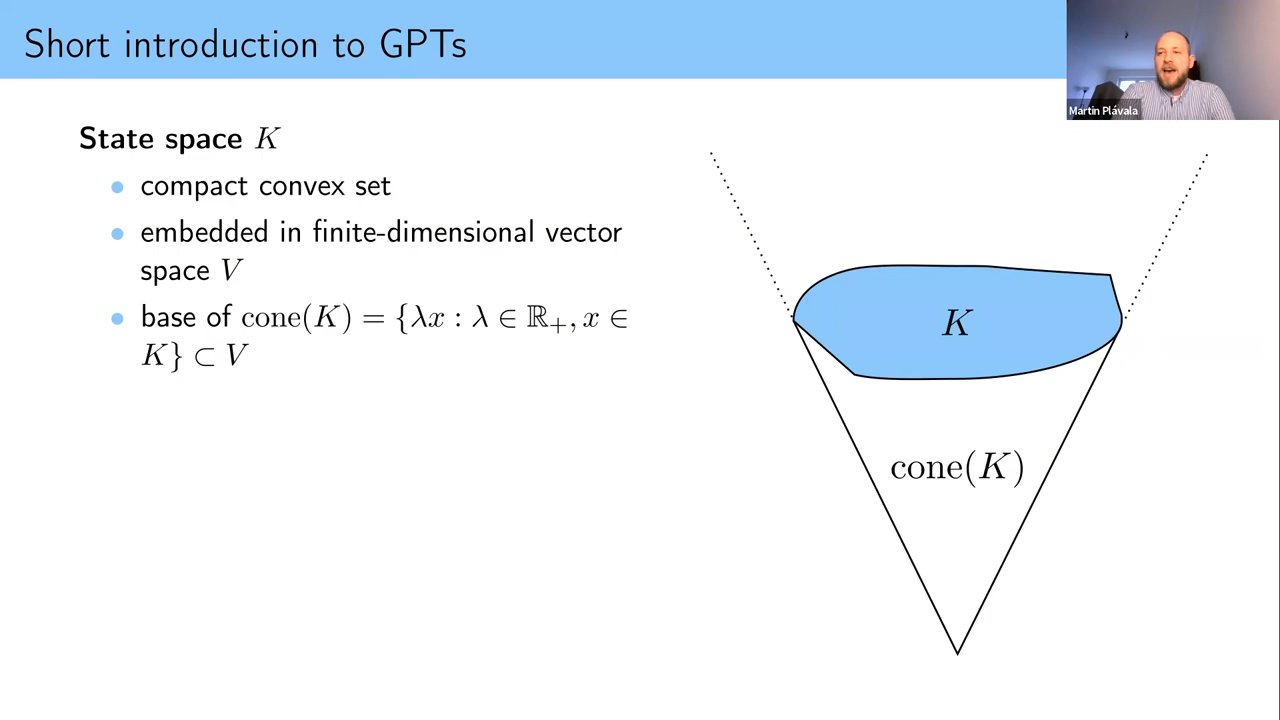 Short introduction to GPTs
Martin Plávala
State space K
compact convex set
embedded in finite-dimensional vector
space V
base of cone(K) = {λx : λ ∈ ℝ₊, x ∈
K} ⊂ V
K
cone(K)